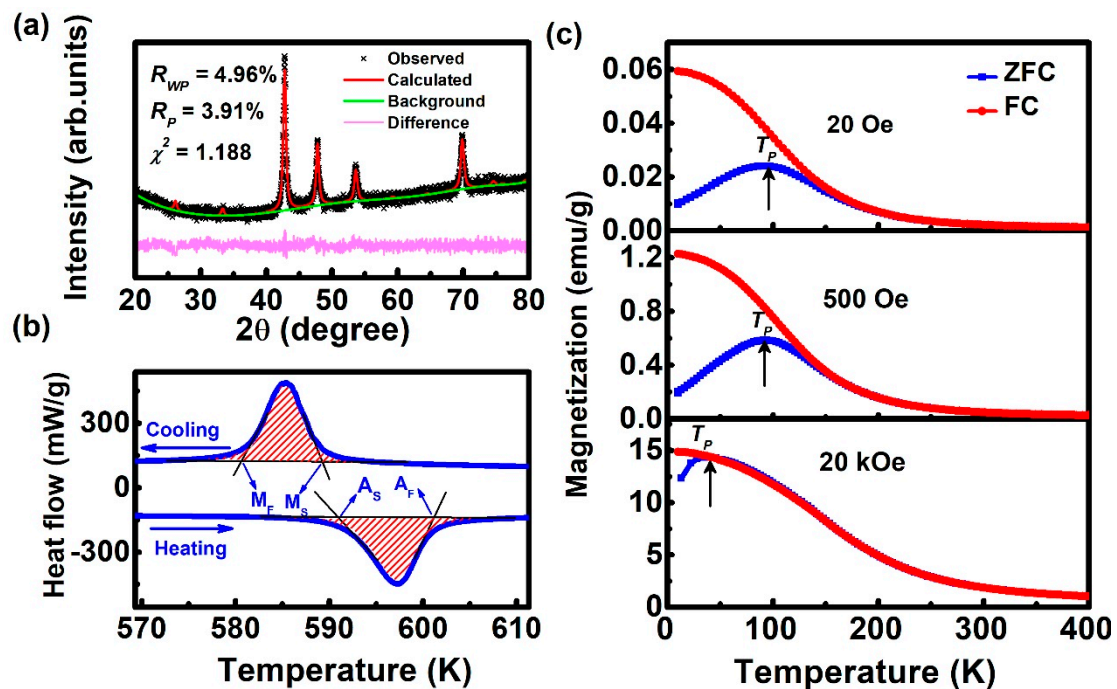 (a)
Intensity (arb.units)
R_WP = 4.96%
R_P = 3.91%
χ² = 1.188
Observed
Calculated
Background
Difference
20 30 40 50 60 70 80
2θ (degree)
(b)
Heat flow (mW/g)
300
0
-300
Cooling
M_F M_S A_S A_F
Heating
570 580 590 600 610
Temperature (K)
(c)
Magnetization (emu/g)
ZFC
FC
0.06
0.04
0.02
0.00
20 Oe
T_P
1.2
0.8
0.4
0.0
500 Oe
T_P
15
10
5
0
20 kOe
T_P
0 100 200 300 400
Temperature (K)